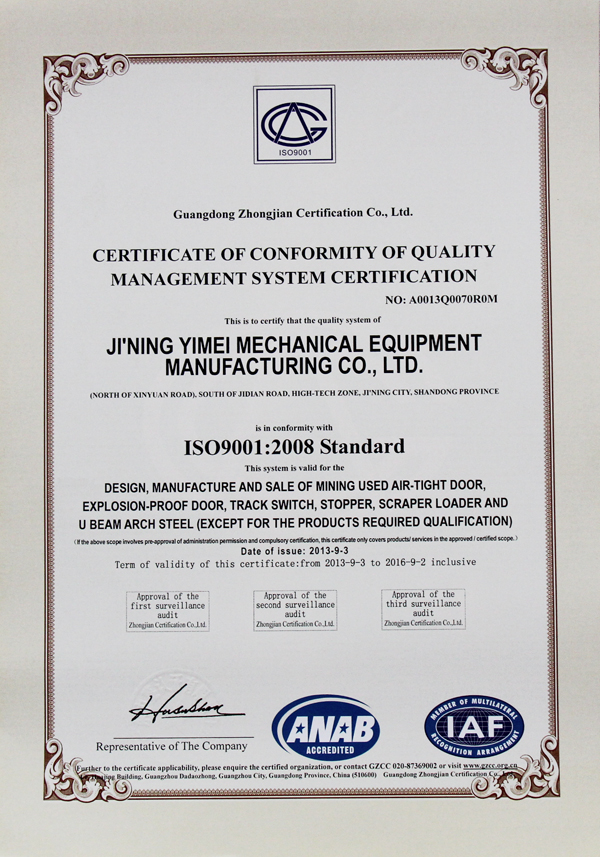 ISO9001
Guangdong Zhongjian Certification Co., Ltd.
CERTIFICATE OF CONFORMITY OF QUALITY
MANAGEMENT SYSTEM CERTIFICATION
NO: A0013Q0070R0M
This is to certify that the quality system of
JI'NING YIMEI MECHANICAL EQUIPMENT
MANUFACTURING CO., LTD.
(NORTH OF XINYUAN ROAD), SOUTH OF JIDIAN ROAD, HIGH-TECH ZONE, JI'NING CITY, SHANDONG PROVINCE
is in conformity with
ISO9001:2008 Standard
This system is valid for the
DESIGN, MANUFACTURE AND SALE OF MINING USED AIR-TIGHT DOOR,
EXPLOSION-PROOF DOOR, TRACK SWITCH, STOPPER, SCRAPER LOADER AND
U BEAM ARCH STEEL (EXCEPT FOR THE PRODUCTS REQUIRED QUALIFICATION)
(If the above scope involves pre-approval of administration permission and compulsory certification, this certificate only covers products/ services in the approved / certified scope.)
Date of issue: 2013-9-3
Term of validity of this certificate:from 2013-9-3 to 2016-9-2 inclusive
Approval of the
first surveillance
audit
Zhongjian Certification Co.,Ltd.
Approval of the
second surveillance
audit
Zhongjian Certification Co.,Ltd.
Approval of the
third surveillance
audit
Zhongjian Certification Co.,Ltd.
Representative of The Company
ANAB
ACCREDITED
MEMBER OF MULTILATERAL
IAF
RECOGNITION ARRANGEMENT
Further to the certificate applicability, please enquire the certified organization, or contact GZCC 020-87369002 or visit www.gzcc.org.cn
Building, Guangzhou Dadaozhong, Guangzhou City, Guangdong Province, China (510600) Guangdong Zhongjian Certification Co.,